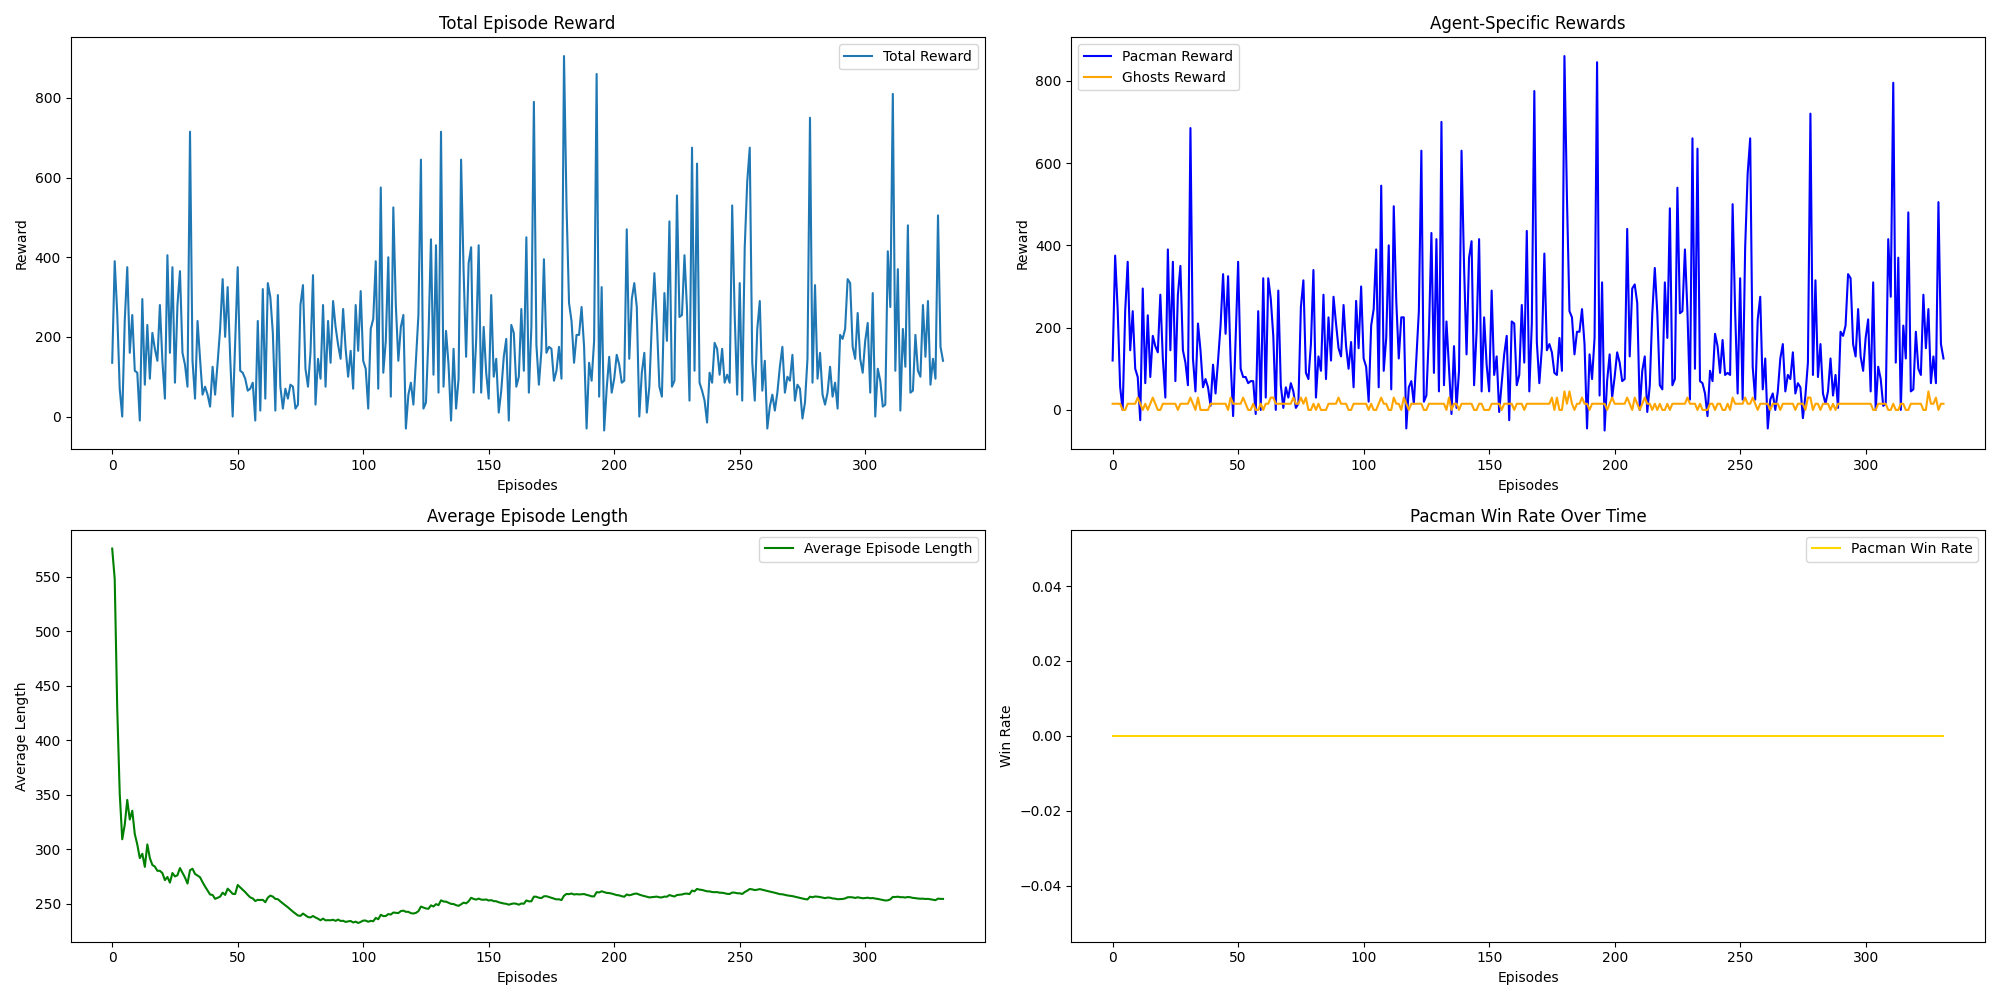 Total Episode Reward
Total Reward
Reward
800
600
400
200
0
0 50 100 150 200 250 300
Episodes
Agent-Specific Rewards
Pacman Reward
Ghosts Reward
Reward
800
600
400
200
0
0 50 100 150 200 250 300
Episodes
Average Episode Length
Average Episode Length
Average Length
550
500
450
400
350
300
250
0 50 100 150 200 250 300
Episodes
Pacman Win Rate Over Time
Pacman Win Rate
Win Rate
0.04
0.02
0.00
−0.02
−0.04
0 50 100 150 200 250 300
Episodes